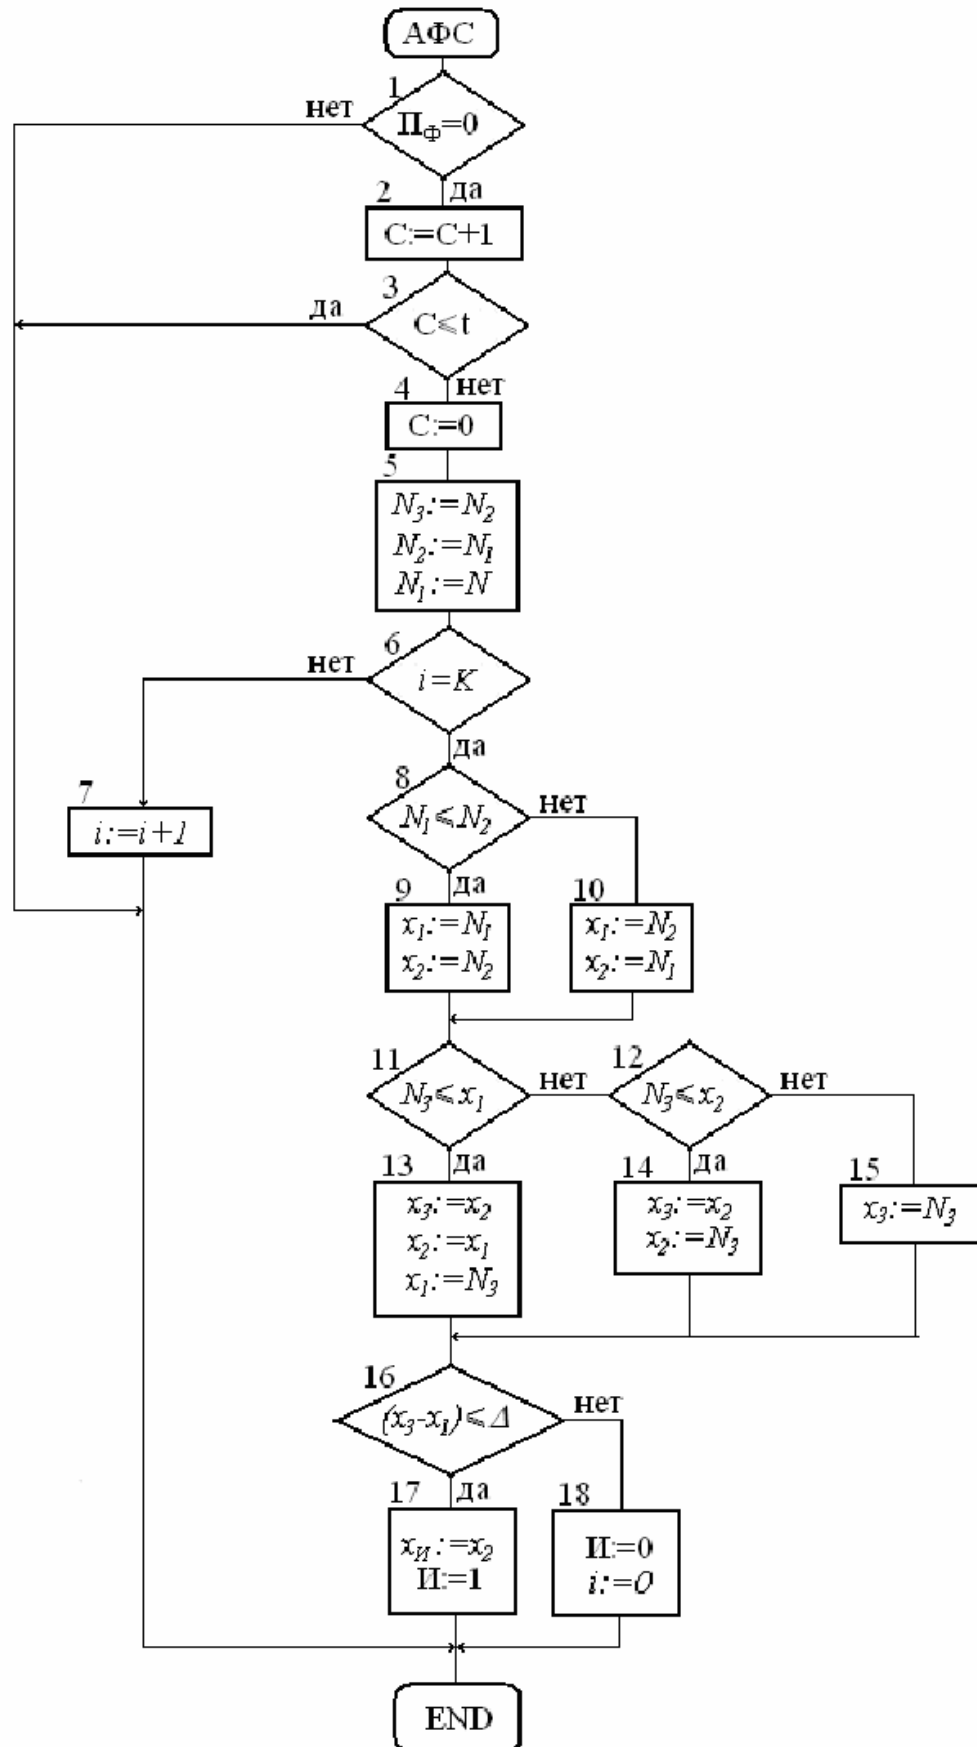 АФС
1
нет
П_Ф=0
2
да
С:=С+1
3
да
С⩽t
4
нет
С:=0
5
N₃:=N₂
N₂:=N₁
N₁:=N
6
нет
i=K
да
7
8
нет
i:=i+1
N₁⩽N₂
9
да
10
x₁:=N₁
x₂:=N₂
x₁:=N₂
x₂:=N₁
11
нет
12
нет
N₃⩽x₁
N₃⩽x₂
13
да
14
да
15
x₃:=x₂
x₂:=x₁
x₁:=N₃
x₃:=x₂
x₂:=N₃
x₃:=N₃
16
нет
(x₃-x₁)⩽Δ
17
да
18
x_И:=x₂
И:=1
И:=0
i:=0
END